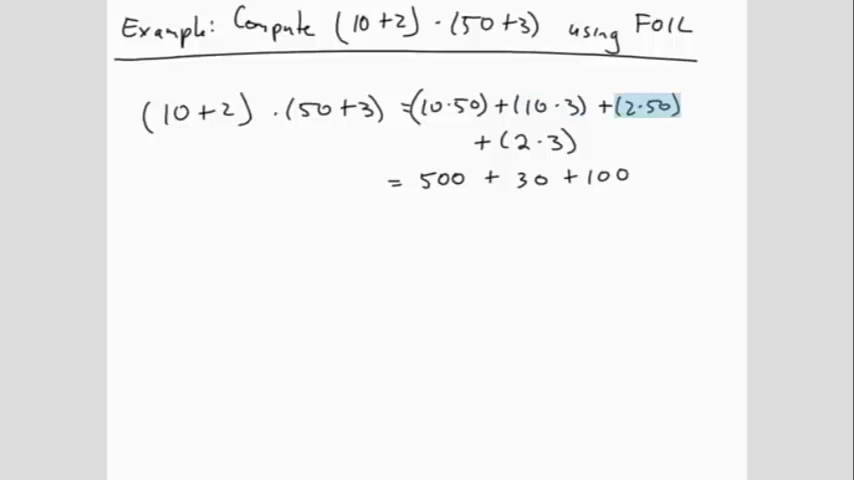 Example: Compute (10+2) · (50+3) using FOIL
(10+2) · (50+3) = (10·50) + (10·3) + (2·50)
+ (2·3)
= 500 + 30 + 100